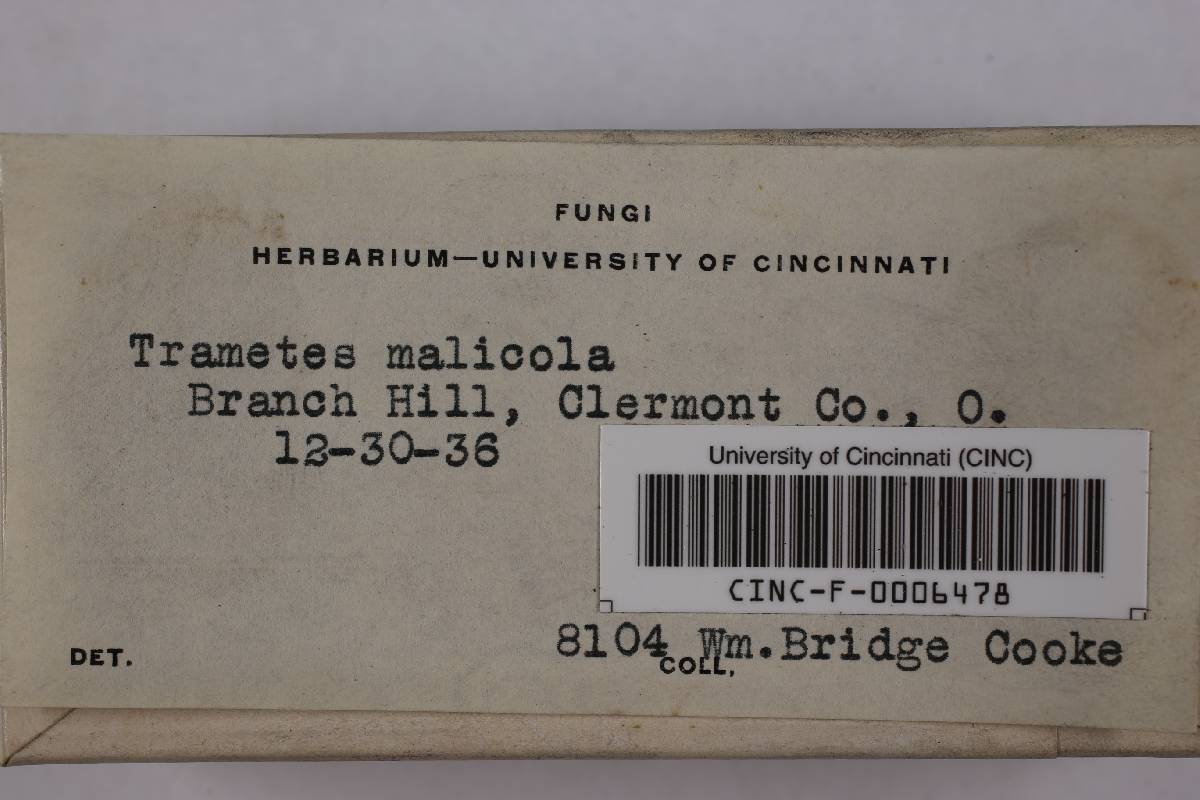 FUNGI
HERBARIUM—UNIVERSITY OF CINCINNATI
Trametes malicola
Branch Hill, Clermont Co., O.
12-30-36
University of Cincinnati (CINC)
CINC-F-0006478
8104 Wm.Bridge Cooke
DET.
COLL.